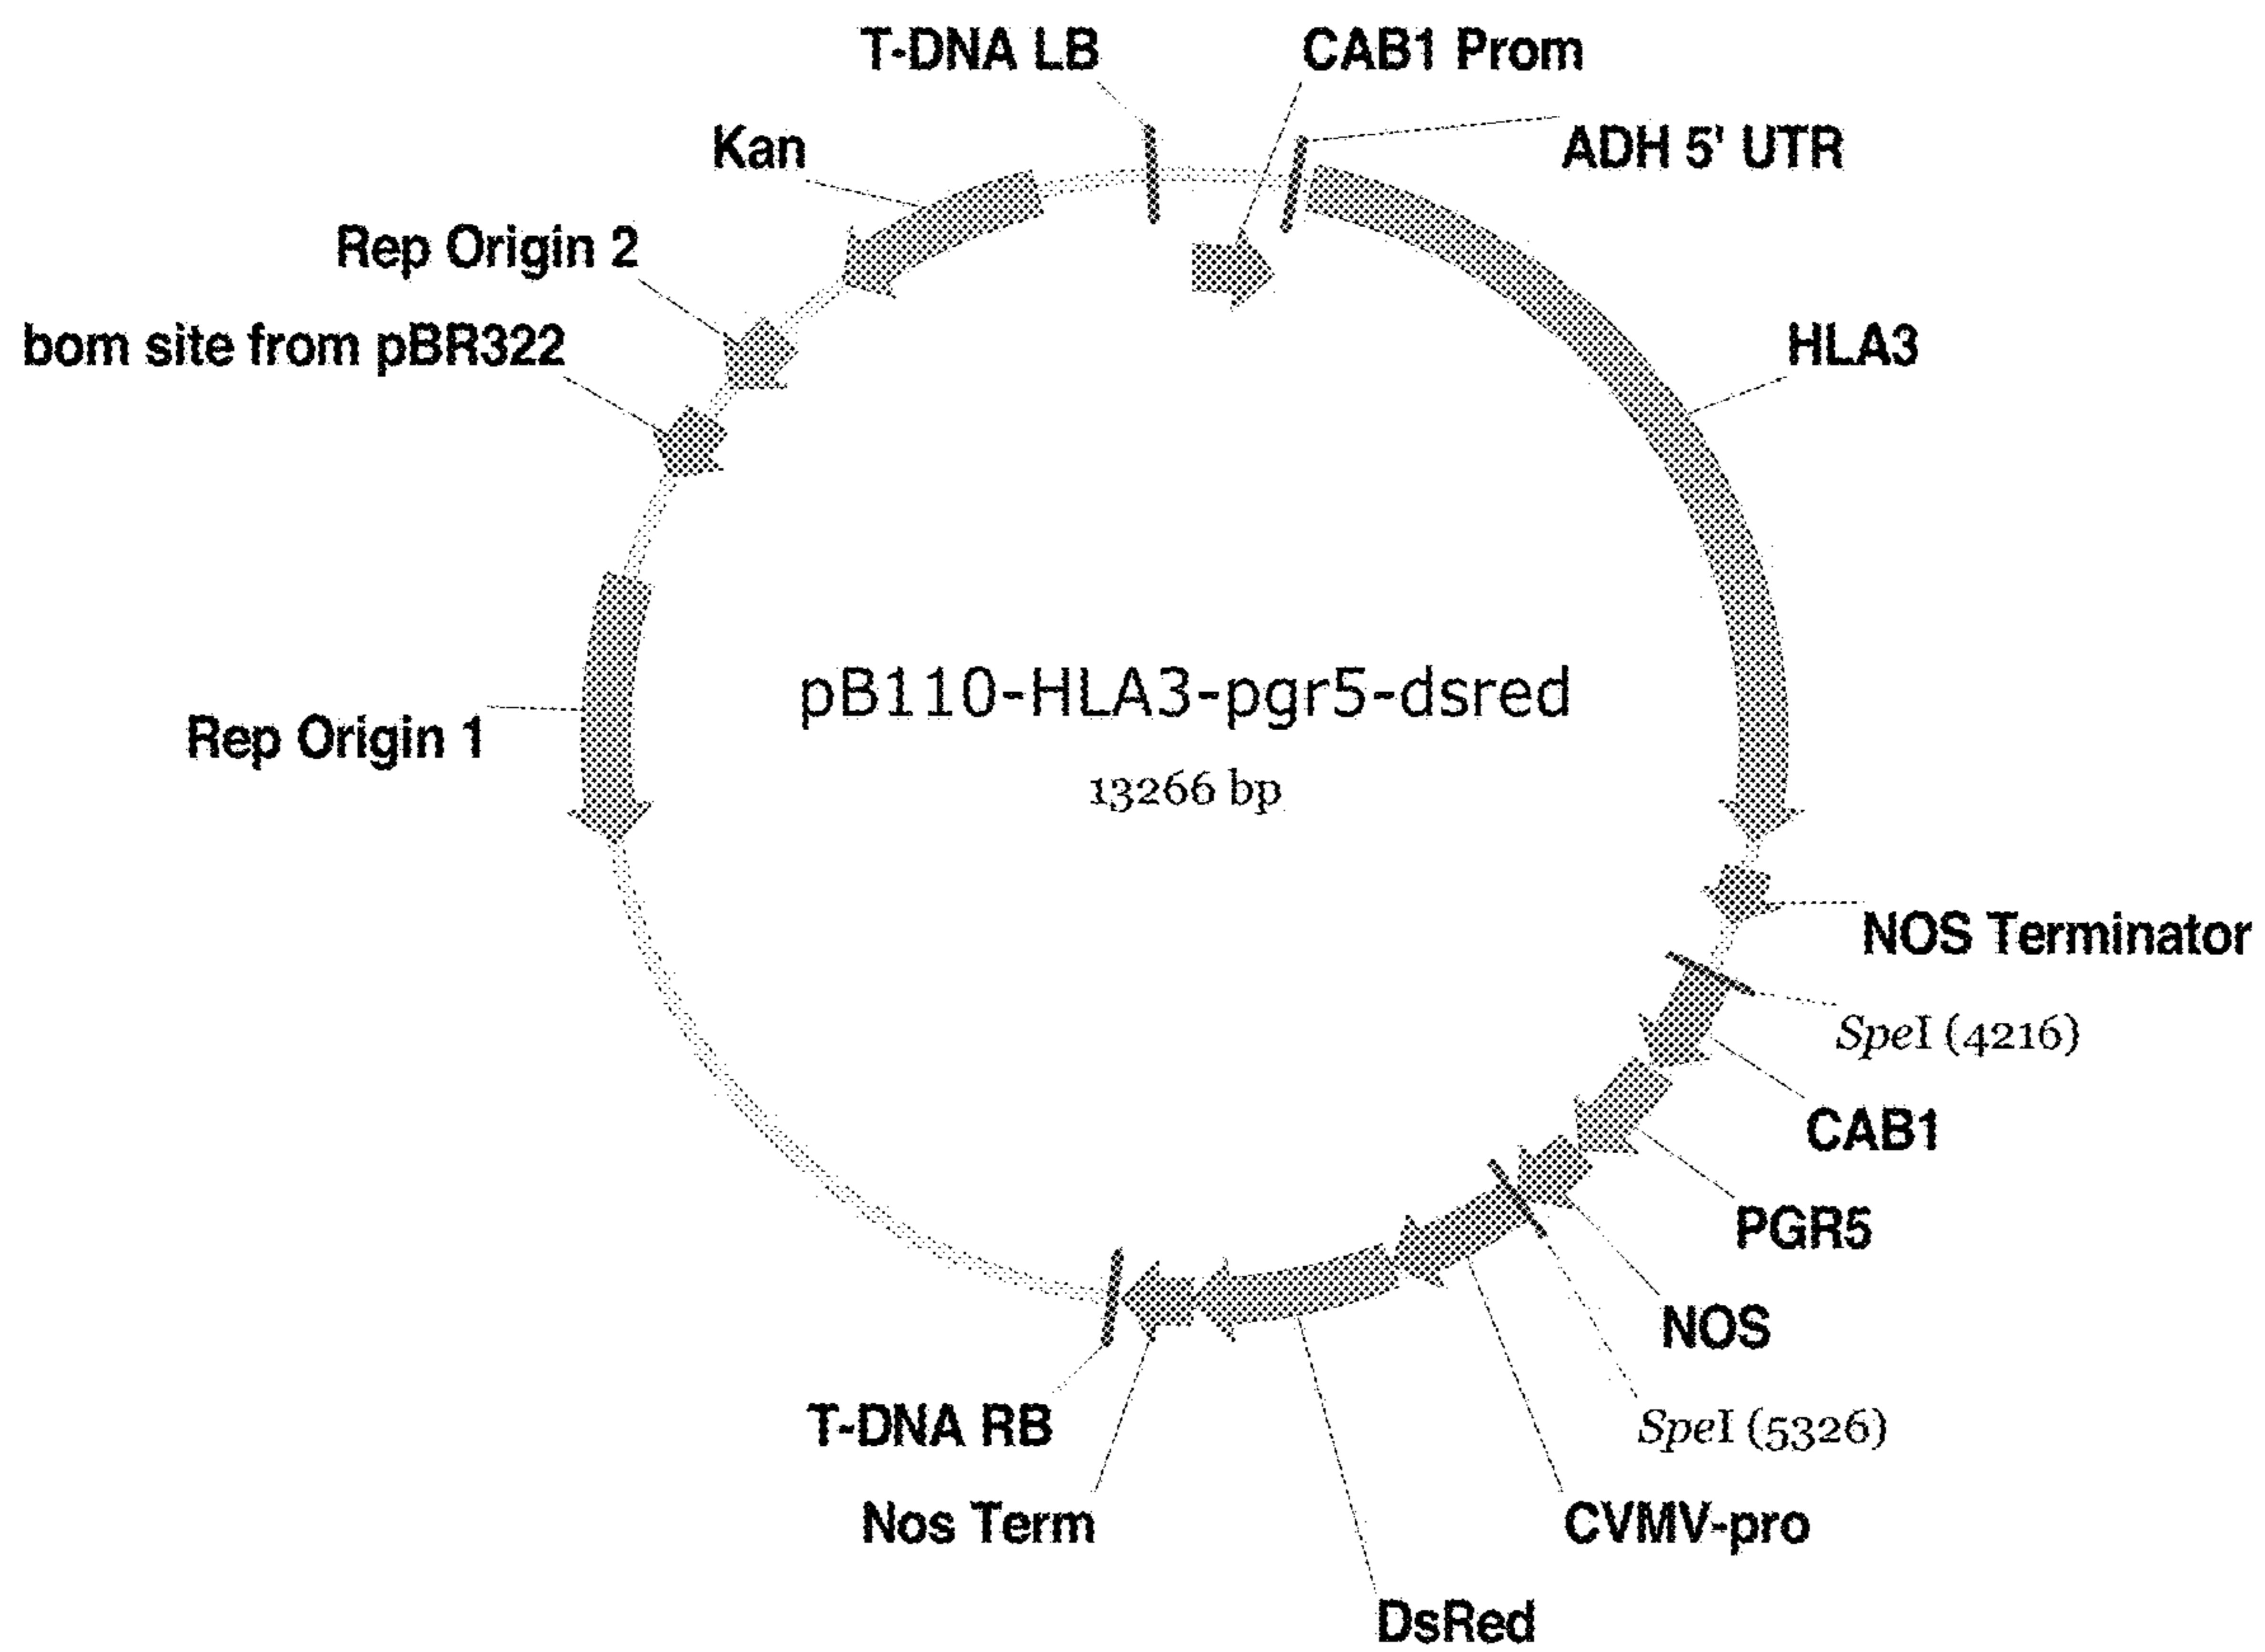 T-DNA LB
CAB1 Prom
Kan
ADH 5' UTR
Rep Origin 2
bom site from pBR322
HLA3
pB110-HLA3-pgr5-dsred
Rep Origin 1
13266 bp
NOS Terminator
SpeI (4216)
CAB1
PGR5
NOS
T-DNA RB
SpeI (5326)
Nos Term
CVMV-pro
DsRed